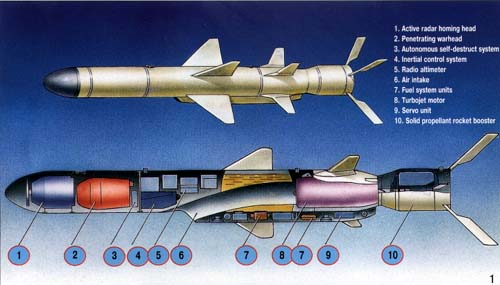 1. Active radar homing head
2. Penetrating warhead
3. Autonomous self-destruct system
4. Inertial control system
5. Radio altimeter
6. Air intake
7. Fuel system units
8. Turbojet motor
9. Servo unit
10. Solid propellant rocket booster
1 2 3 4 5 6 7 8 7 9 10
1